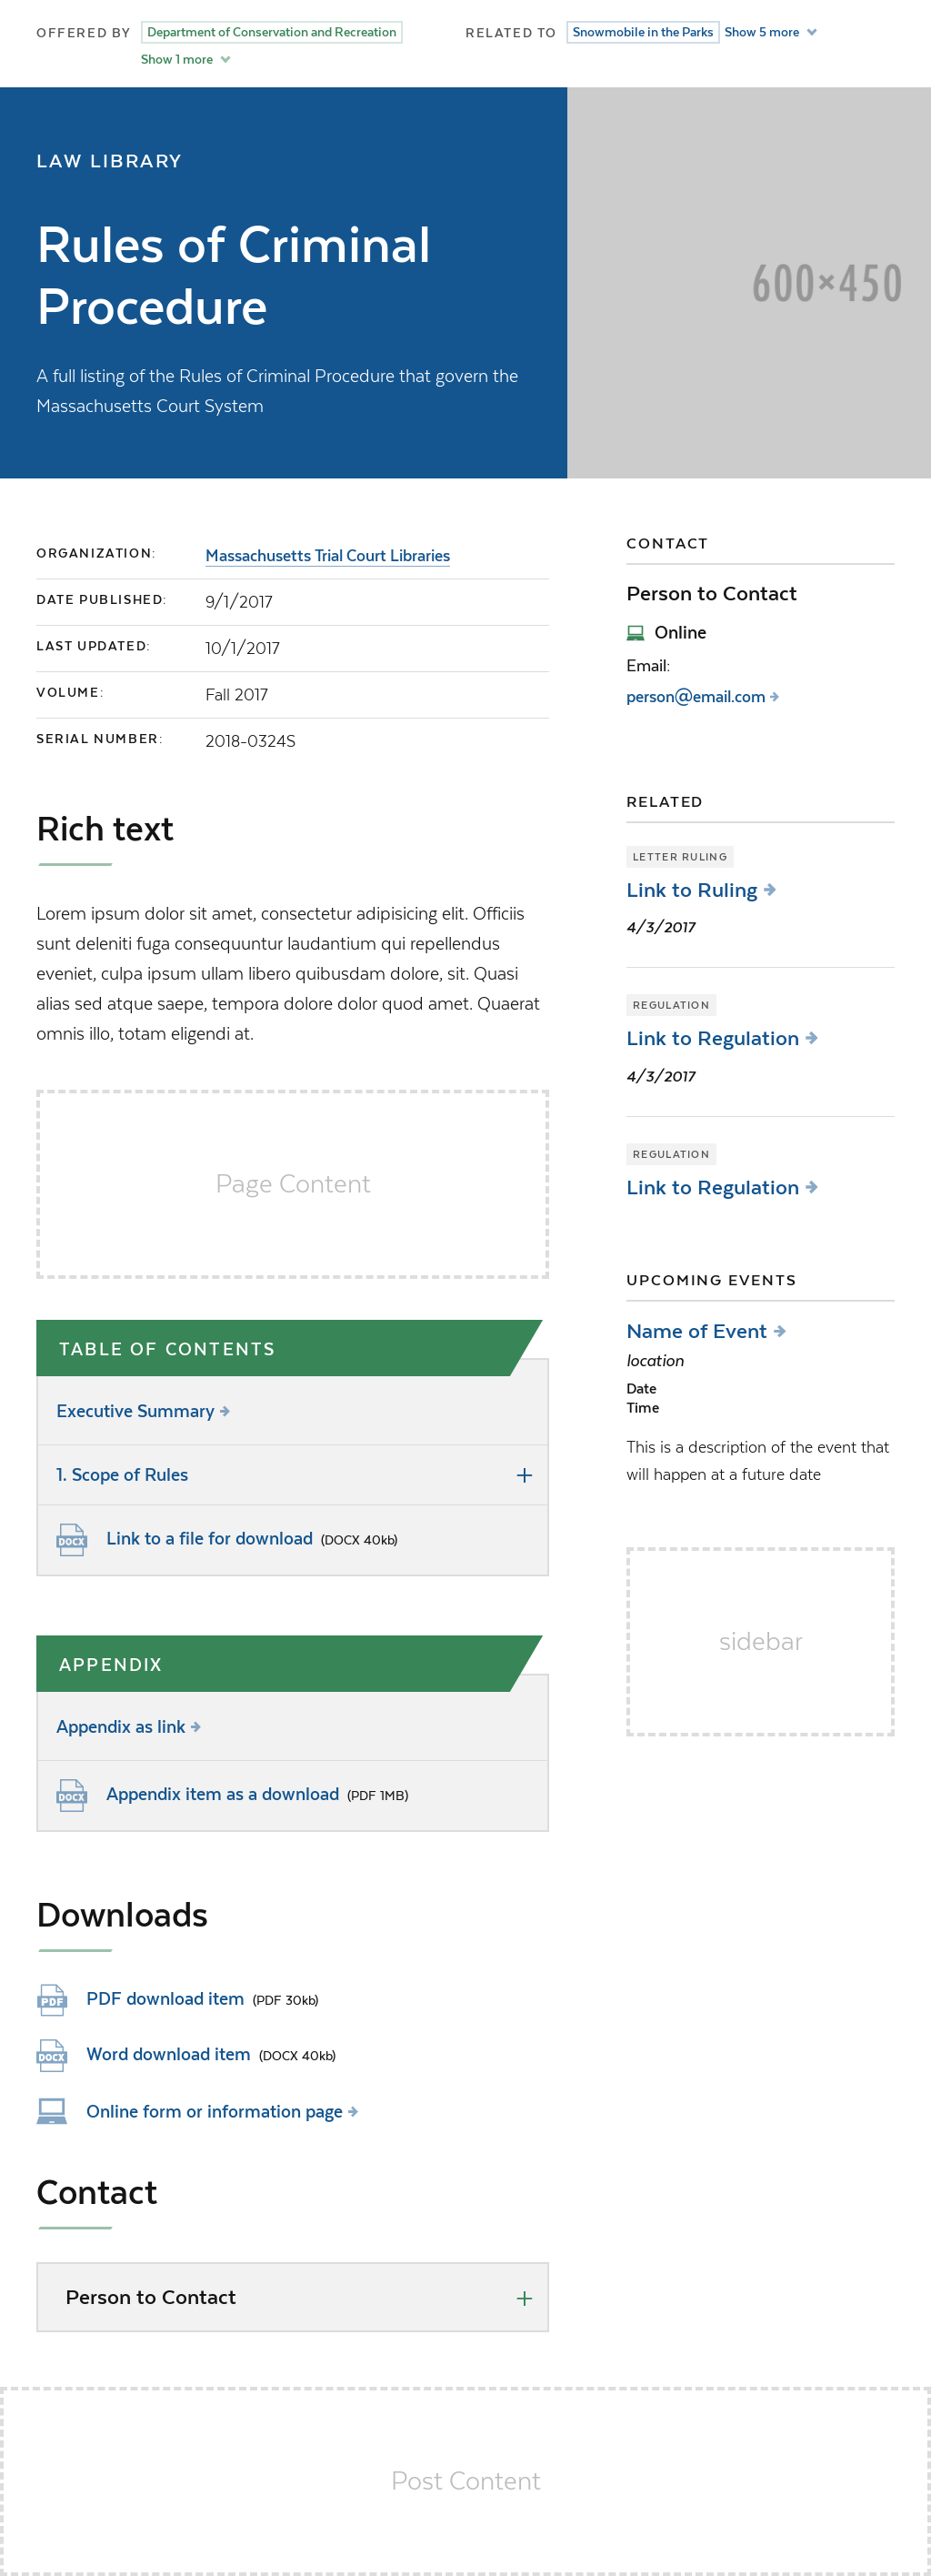 OFFERED BY
Department of Conservation and Recreation
Show 1 more
RELATED TO
Snowmobile in the Parks
Show 5 more
LAW LIBRARY
Rules of Criminal
Procedure
A full listing of the Rules of Criminal Procedure that govern the
Massachusetts Court System
600×450
ORGANIZATION:
Massachusetts Trial Court Libraries
DATE PUBLISHED:
9/1/2017
LAST UPDATED:
10/1/2017
VOLUME:
Fall 2017
SERIAL NUMBER:
2018-0324S
Rich text
Lorem ipsum dolor sit amet, consectetur adipisicing elit. Officiis
sunt deleniti fuga consequuntur laudantium qui repellendus
eveniet, culpa ipsum ullam libero quibusdam dolore, sit. Quasi
alias sed atque saepe, tempora dolore dolor quod amet. Quaerat
omnis illo, totam eligendi at.
Page Content
TABLE OF CONTENTS
Executive Summary
1. Scope of Rules
DOCX
Link to a file for download (DOCX 40kb)
APPENDIX
Appendix as link
DOCX
Appendix item as a download (PDF 1MB)
Downloads
PDF
PDF download item (PDF 30kb)
DOCX
Word download item (DOCX 40kb)
Online form or information page
Contact
Person to Contact
CONTACT
Person to Contact
Online
Email:
person@email.com
RELATED
LETTER RULING
Link to Ruling
4/3/2017
REGULATION
Link to Regulation
4/3/2017
REGULATION
Link to Regulation
UPCOMING EVENTS
Name of Event
location
Date
Time
This is a description of the event that
will happen at a future date
sidebar
Post Content